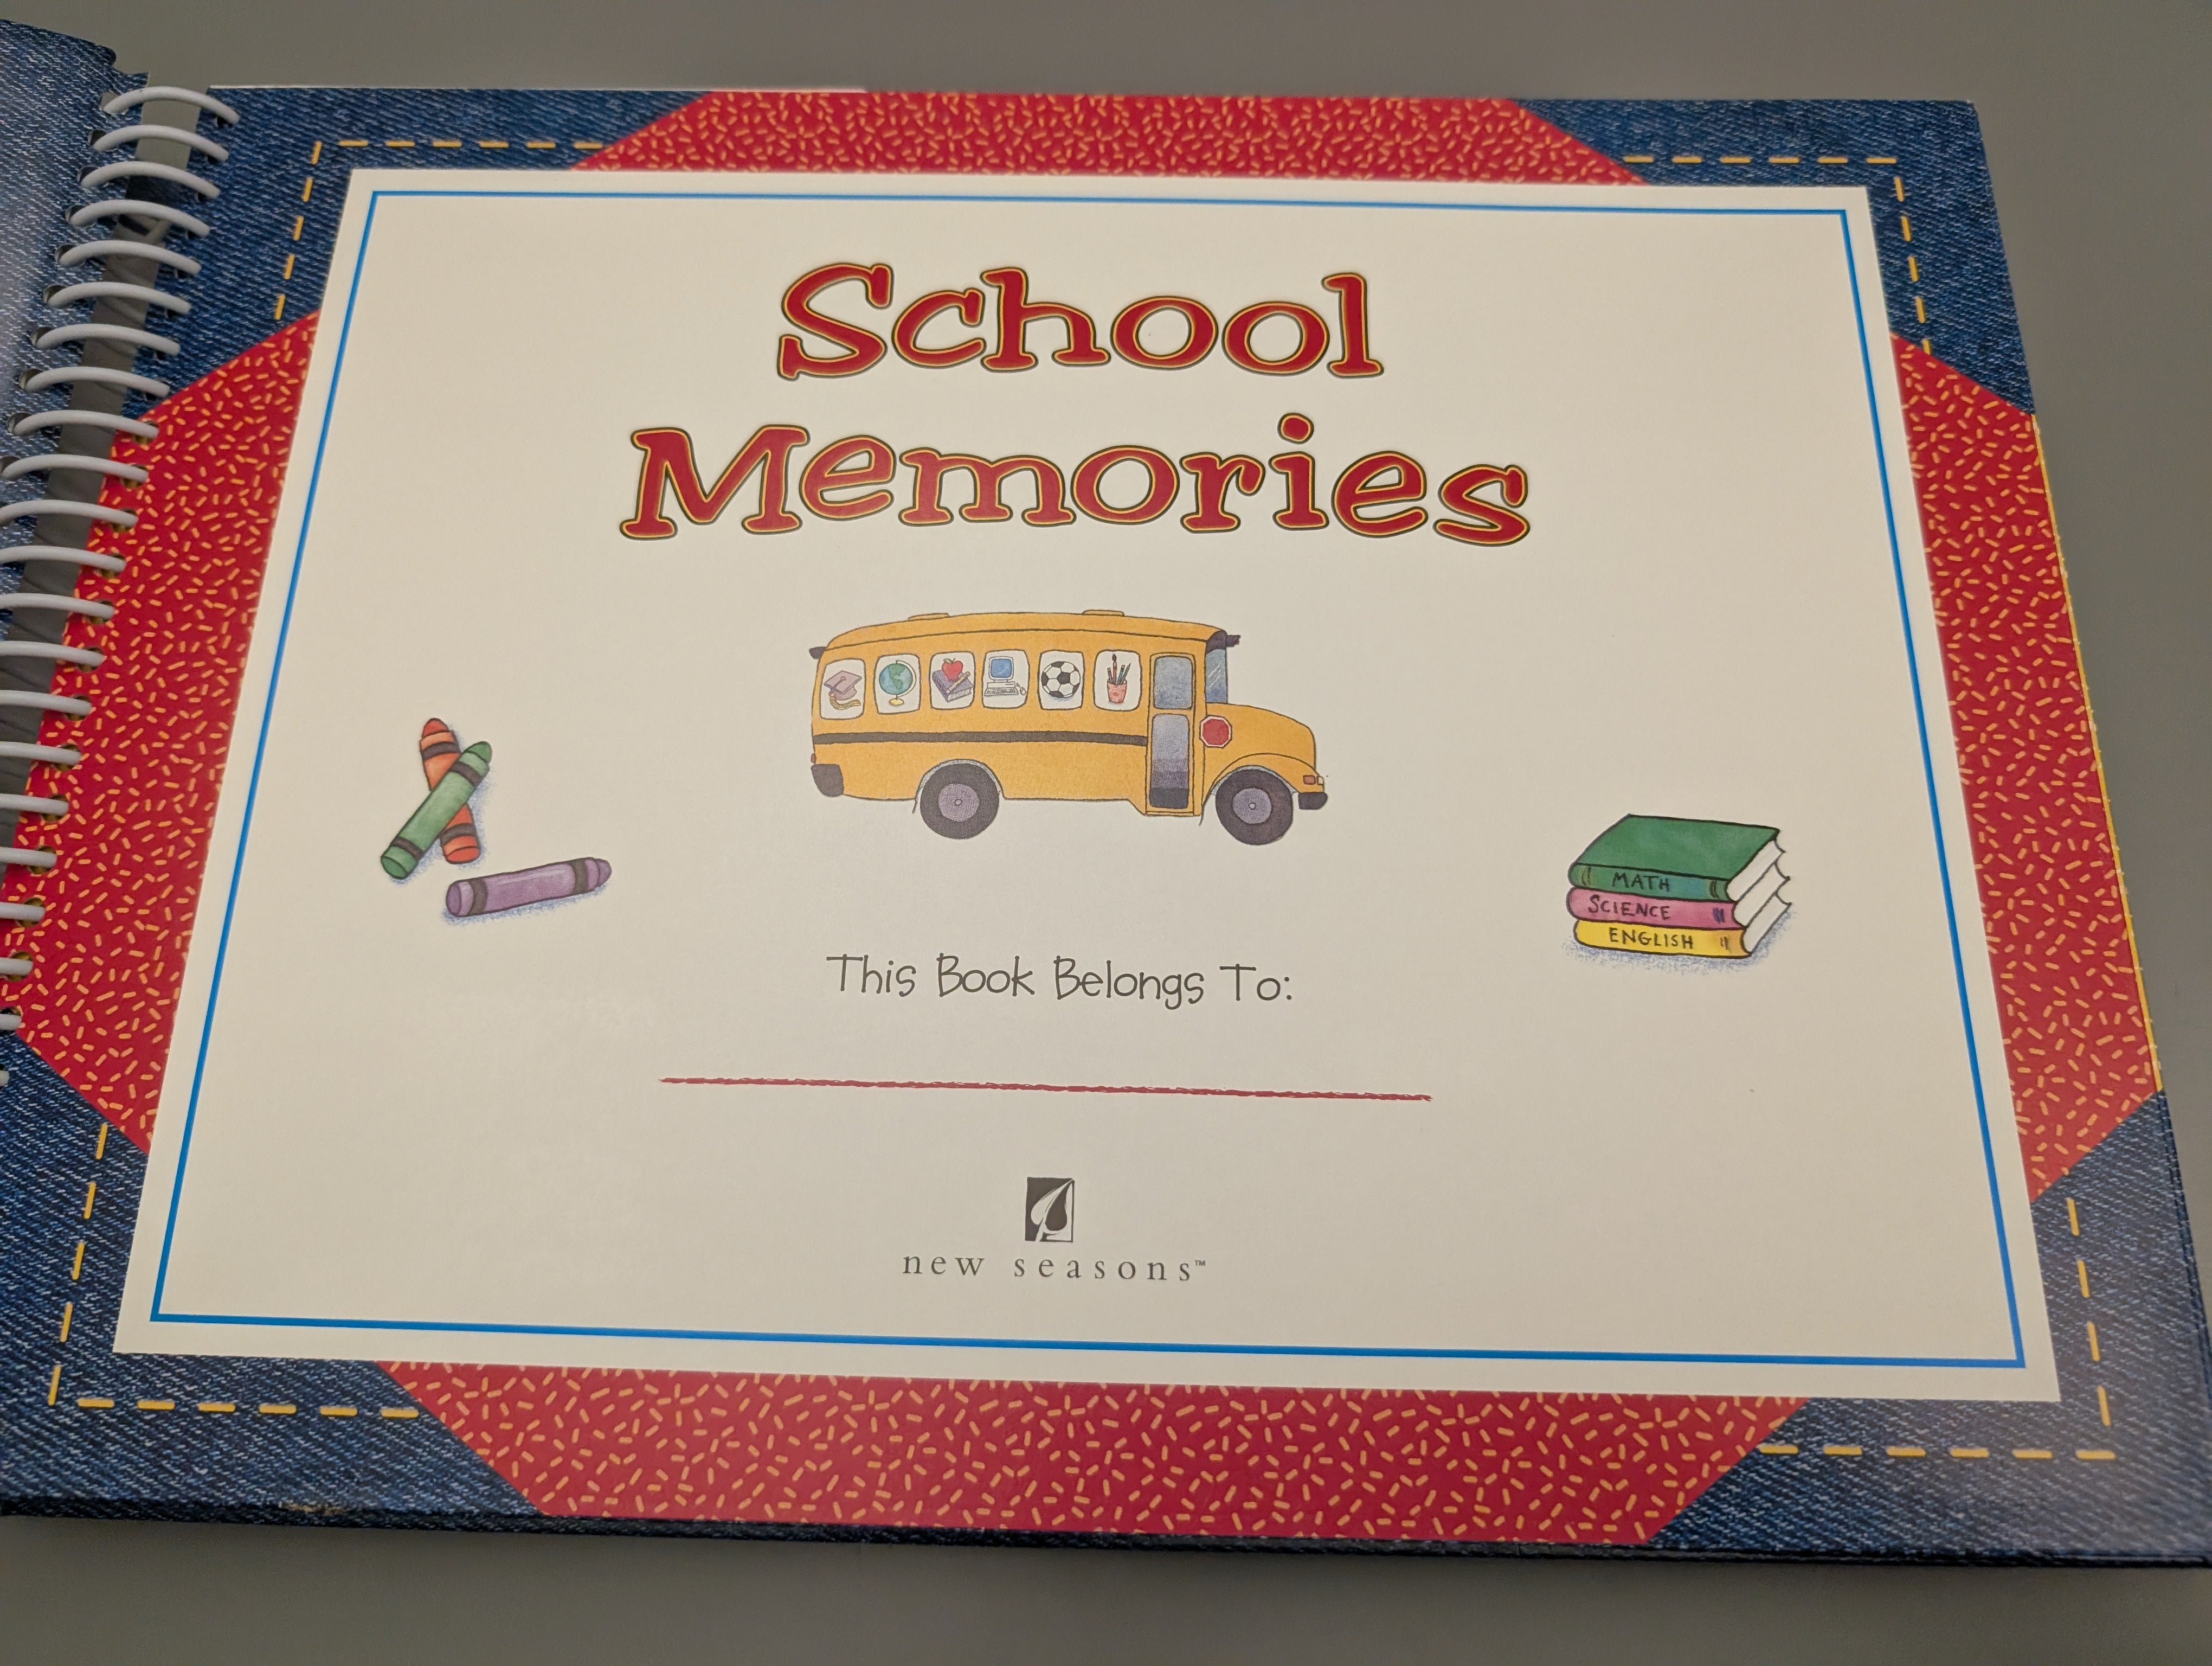 School
Memories
MATH
SCIENCE
ENGLISH
This Book Belongs To:
new seasons™